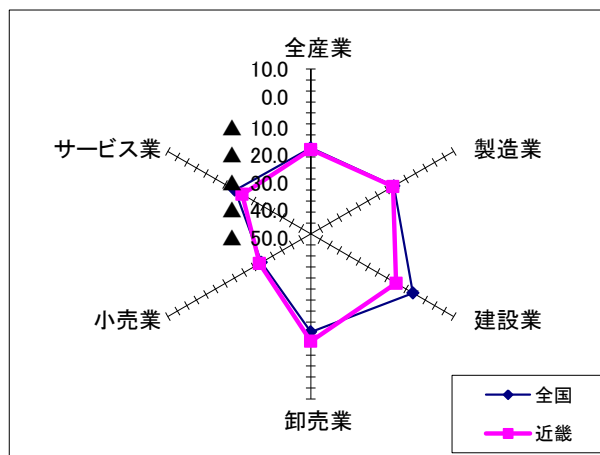 全産業
10.0
0.0
▲ 10.0
▲ 20.0
▲ 30.0
▲ 40.0
▲ 50.0
サービス業
製造業
小売業
建設業
卸売業
全国
近畿